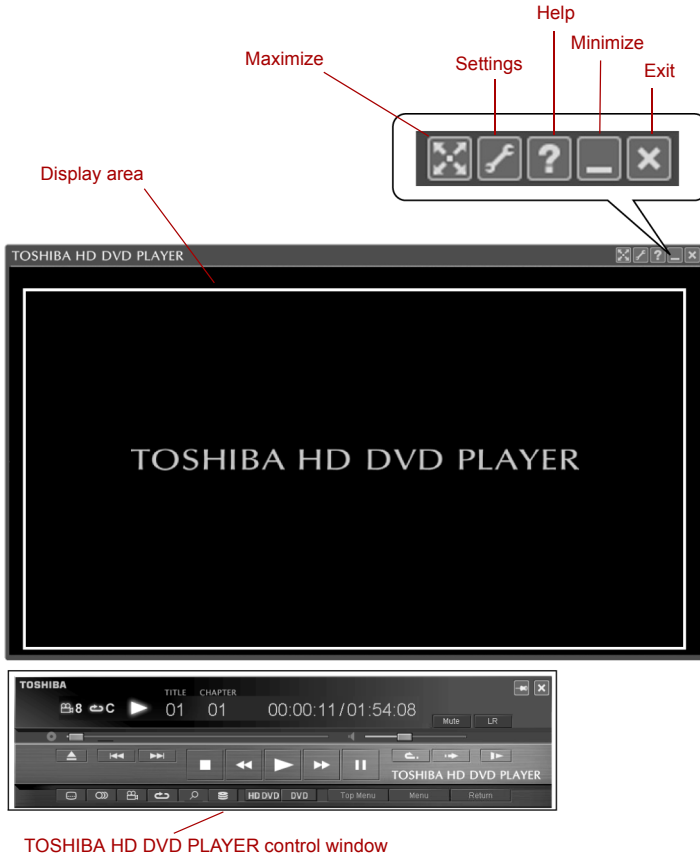 Help
Minimize
Maximize
Settings
Exit
?
Display area
TOSHIBA HD DVD PLAYER
?
TOSHIBA HD DVD PLAYER
TOSHIBA
TITLE CHAPTER
8 C 01 01 00:00:11/01:54:08
Mute LR
TOSHIBA HD DVD PLAYER
HD DVD DVD Top Menu Menu Return
TOSHIBA HD DVD PLAYER control window